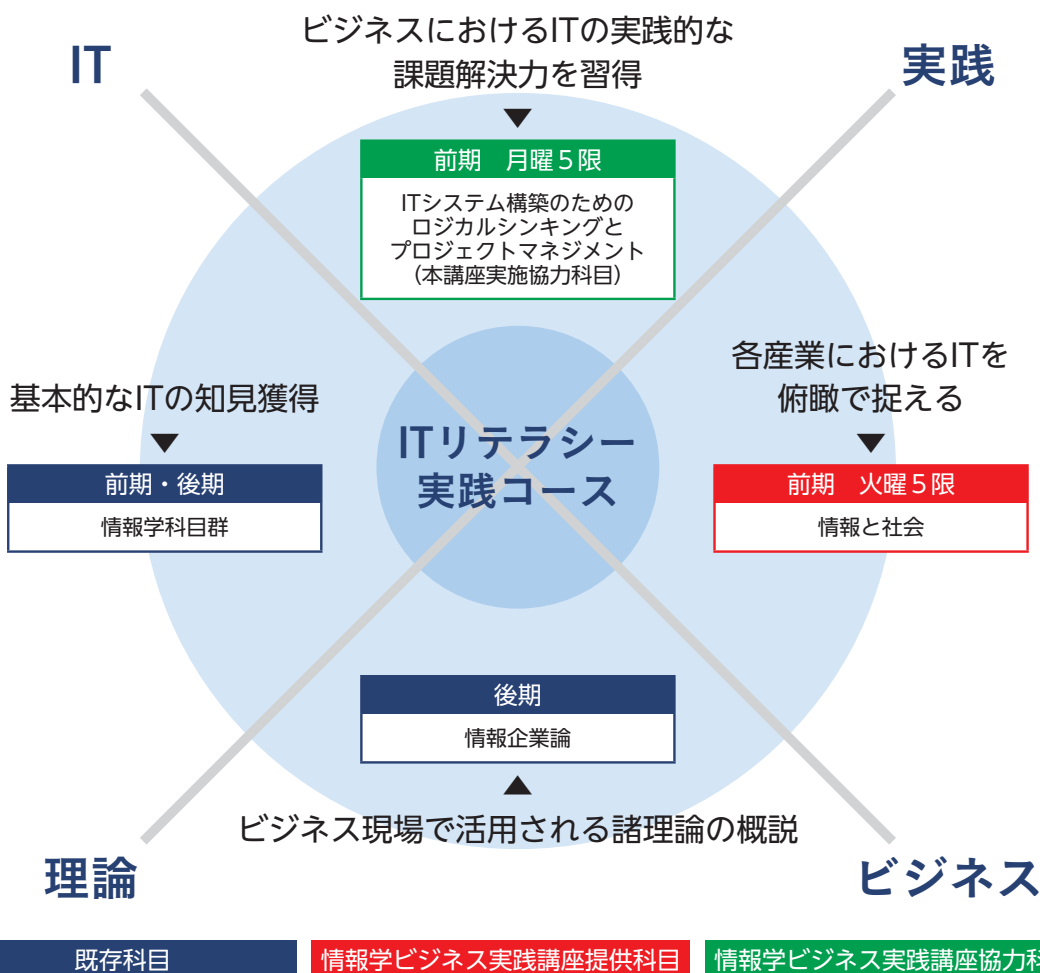 ビジネスにおけるITの実践的な
課題解決力を習得
IT
実践
前期　月曜5限
ITシステム構築のための
ロジカルシンキングと
プロジェクトマネジメント
（本講座実施協力科目）
各産業におけるITを
俯瞰で捉える
基本的なITの知見獲得
ITリテラシー
実践コース
前期・後期
情報学科目群
前期　火曜5限
情報と社会
後期
情報企業論
ビジネス現場で活用される諸理論の概説
理論
ビジネス
既存科目
情報学ビジネス実践講座提供科目
情報学ビジネス実践講座協力科